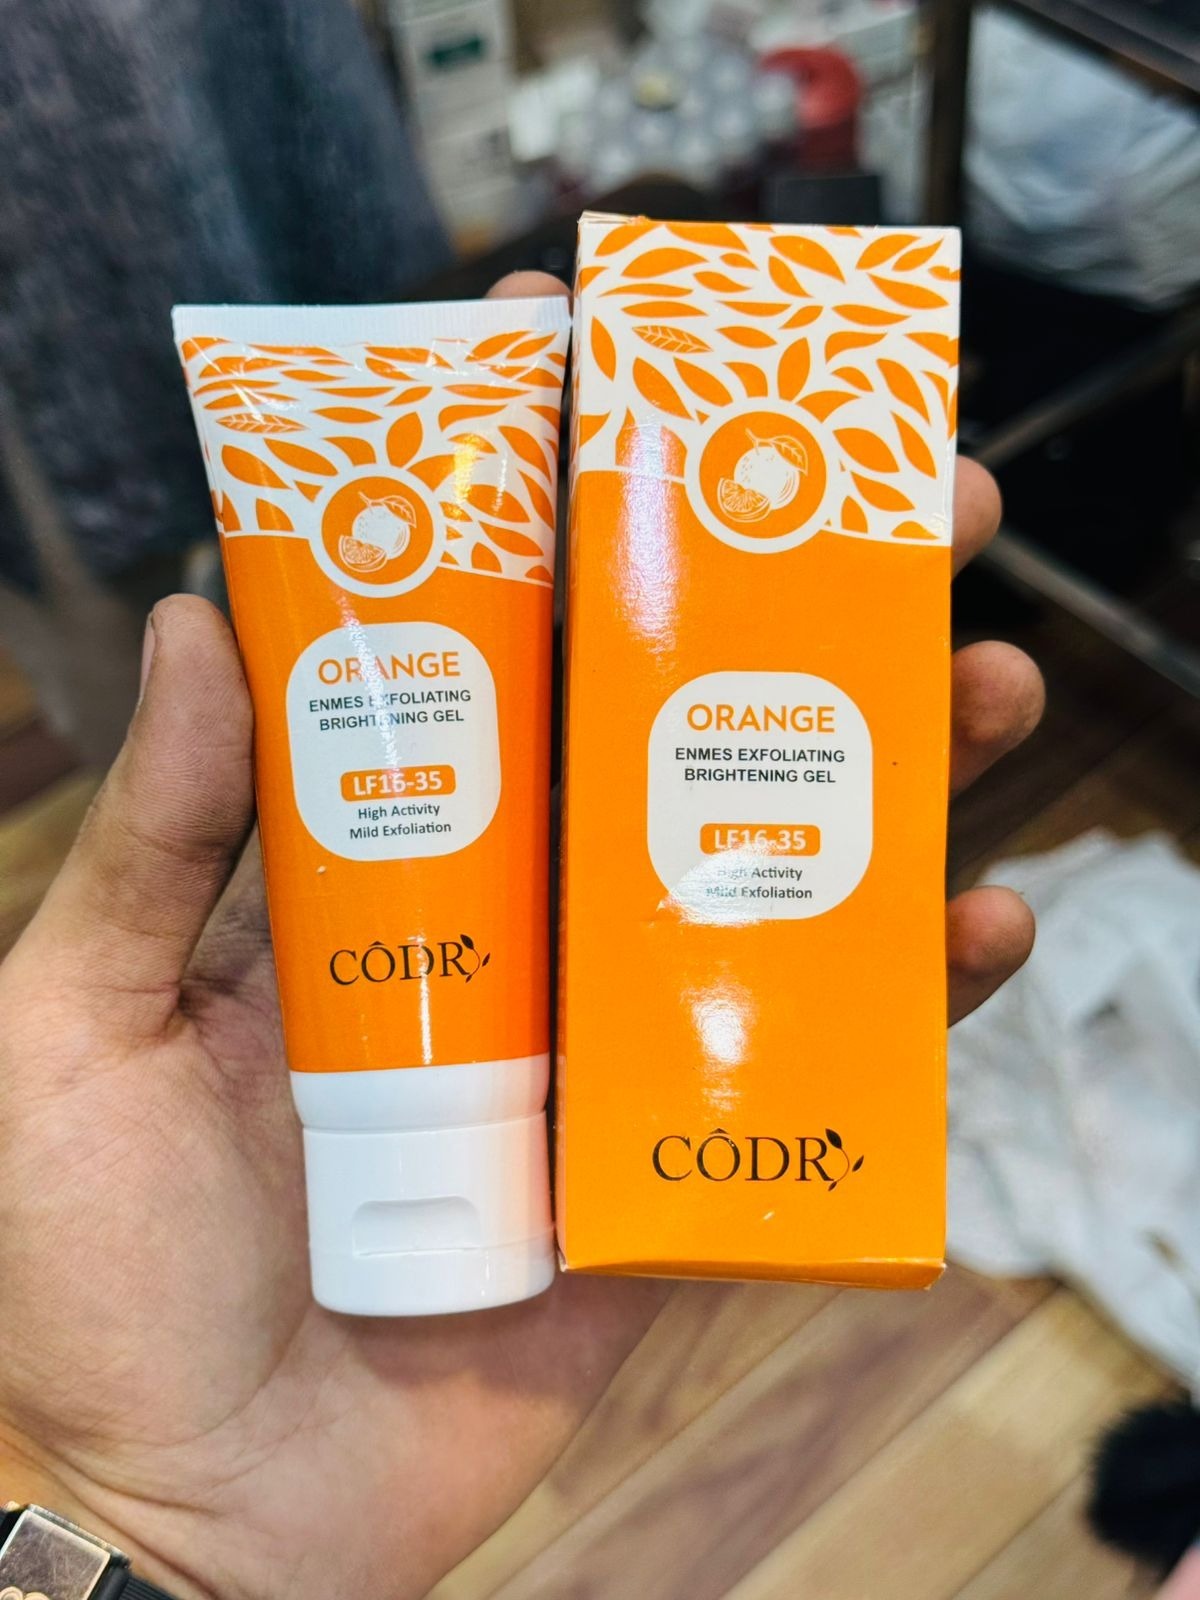 ORANGE
ENMES EXFOLIATING
BRIGHTENING GEL
LF16-35
High Activity
Mild Exfoliation
CÔDR
ORANGE
ENMES EXFOLIATING
BRIGHTENING GEL
LF16-35
High Activity
Mild Exfoliation
CÔDR